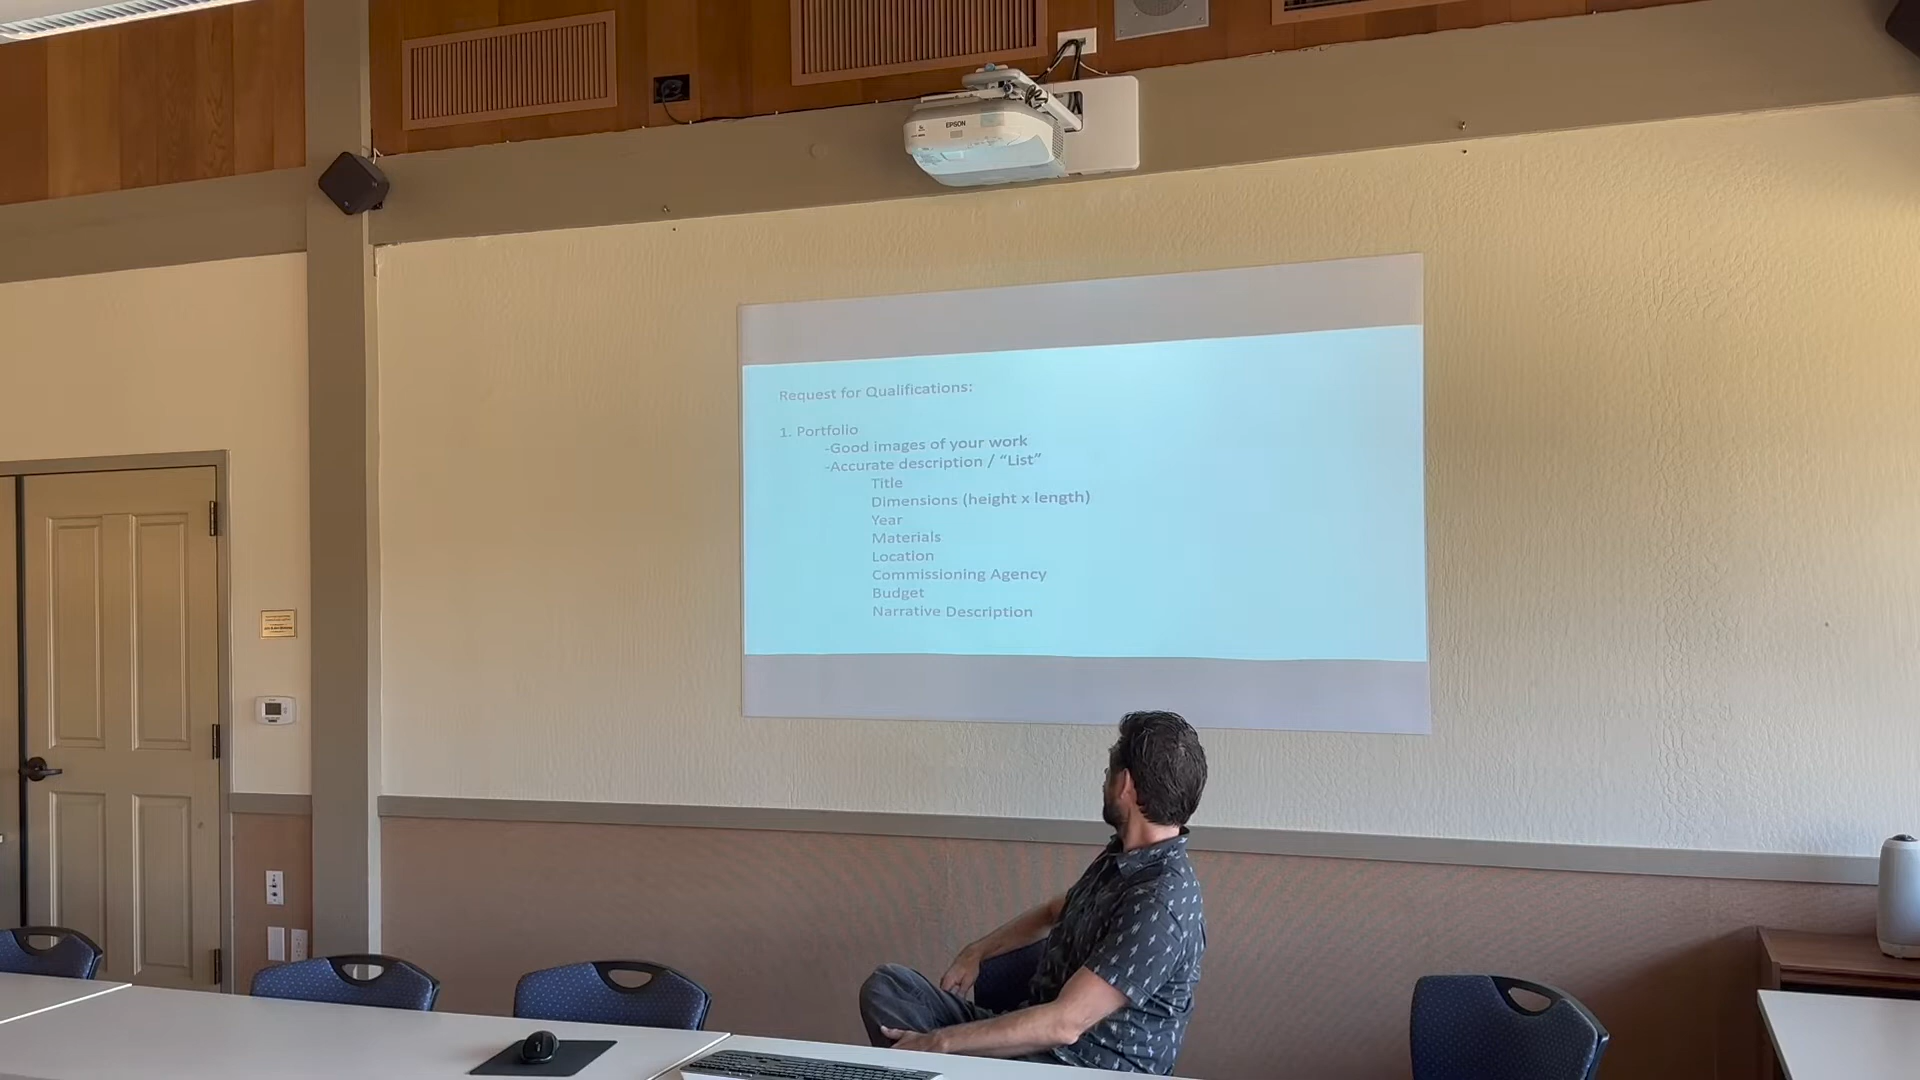 EPSON
Request for Qualifications:
1. Portfolio
-Good images of your work
-Accurate description / “List”
Title
Dimensions (height x length)
Year
Materials
Location
Commissioning Agency
Budget
Narrative Description